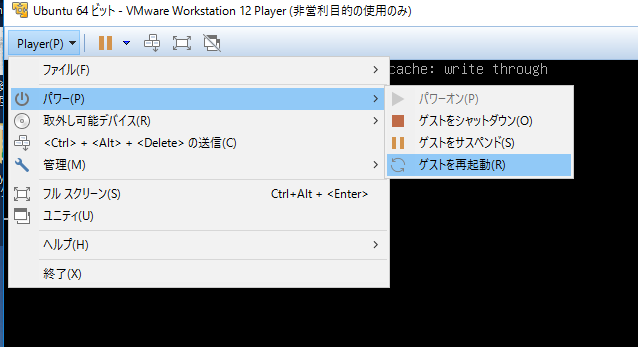 Ubuntu 64 ビット - VMware Workstation 12 Player (非営利目的の使用のみ)
Player(P)
cache: write through
ファイル(F)
パワー(P)
取外し可能デバイス(R)
<Ctrl> + <Alt> + <Delete> の送信(C)
管理(M)
フル スクリーン(S) Ctrl+Alt + <Enter>
ユニティ(U)
ヘルプ(H)
終了(X)
パワーオン(P)
ゲストをシャットダウン(O)
ゲストをサスペンド(S)
ゲストを再起動(R)